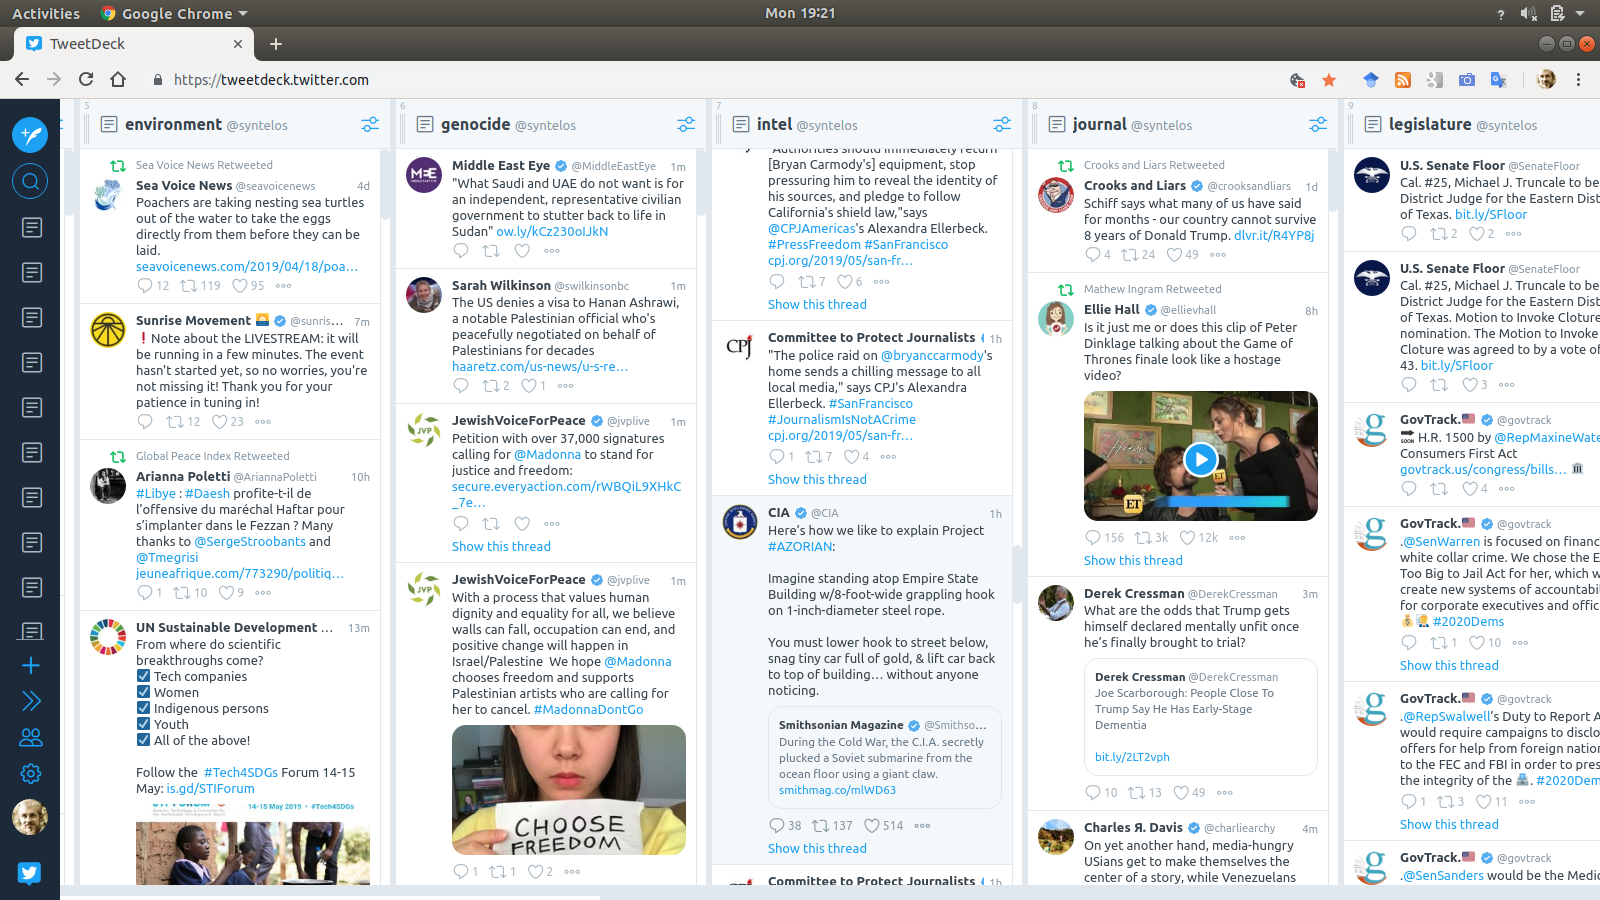 Activities
Google Chrome
Mon 19:21
TweetDeck
https://tweetdeck.twitter.com
5
environment @syntelos
Sea Voice News Retweeted
Sea Voice News @seavoicenews 4d
Poachers are taking nesting sea turtles
out of the water to take the eggs
directly from them before they can be
laid.
seavoicenews.com/2019/04/18/poa…
12 119 95
Sunrise Movement @sunris… 7m
❗Note about the LIVESTREAM: it will
be running in a few minutes. The event
hasn't started yet, so no worries, you're
not missing it! Thank you for your
patience in tuning in!
12 23
Global Peace Index Retweeted
Arianna Poletti @AriannaPoletti 10h
#Libye : #Daesh profite-t-il de
l'offensive du maréchal Haftar pour
s'implanter dans le Fezzan ? Many
thanks to @SergeStroobants and
@Tmegrisi
jeuneafrique.com/773290/politiq…
1 10 9
UN Sustainable Development … 13m
From where do scientific
breakthroughs come?
☑ Tech companies
☑ Women
☑ Indigenous persons
☑ Youth
☑ All of the above!
Follow the #Tech4SDGs Forum 14-15
May: is.gd/STIForum
14-15 May 2019 • #Tech4SDGs
6
genocide @syntelos
Middle East Eye @MiddleEastEye 1m
"What Saudi and UAE do not want is for
an independent, representative civilian
government to stutter back to life in
Sudan" ow.ly/kCz230oIJkN
Sarah Wilkinson @swilkinsonbc 1m
The US denies a visa to Hanan Ashrawi,
a notable Palestinian official who's
peacefully negotiated on behalf of
Palestinians for decades
haaretz.com/us-news/u-s-re…
2 1
JewishVoiceForPeace @jvplive 1m
Petition with over 37,000 signatures
calling for @Madonna to stand for
justice and freedom:
secure.everyaction.com/rWBQiL9XHkC
_7e…
Show this thread
JewishVoiceForPeace @jvplive 1m
With a process that values human
dignity and equality for all, we believe
walls can fall, occupation can end, and
positive change will happen in
Israel/Palestine We hope @Madonna
chooses freedom and supports
Palestinian artists who are calling for
her to cancel. #MadonnaDontGo
CHOOSE
FREEDOM
1 1 2
7
intel @syntelos
"Authorities should immediately return
[Bryan Carmody's] equipment, stop
pressuring him to reveal the identity of
his sources, and pledge to follow
California's shield law,"says
@CPJAmericas's Alexandra Ellerbeck.
#PressFreedom #SanFrancisco
cpj.org/2019/05/san-fr…
7 6
Show this thread
CPJ
Committee to Protect Journalists 1h
"The police raid on @bryanccarmody's
home sends a chilling message to all
local media," says CPJ's Alexandra
Ellerbeck. #SanFrancisco
#JournalismIsNotACrime
cpj.org/2019/05/san-fr…
1 7 4
Show this thread
CIA @CIA 1h
Here's how we like to explain Project
#AZORIAN:
Imagine standing atop Empire State
Building w/8-foot-wide grappling hook
on 1-inch-diameter steel rope.
You must lower hook to street below,
snag tiny car full of gold, & lift car back
to top of building… without anyone
noticing.
Smithsonian Magazine @Smithso…
During the Cold War, the C.I.A. secretly
plucked a Soviet submarine from the
ocean floor using a giant claw.
smithmag.co/mlWD63
38 137 514
Show this thread
Committee to Protect Journalists 1h
8
journal @syntelos
Crooks and Liars Retweeted
Crooks and Liars @crooksandliars 1d
Schiff says what many of us have said
for months - our country cannot survive
8 years of Donald Trump. dlvr.it/R4YP8j
4 24 49
Mathew Ingram Retweeted
Ellie Hall @ellievhall 8h
Is it just me or does this clip of Peter
Dinklage talking about the Game of
Thrones finale look like a hostage
video?
ET
ET
156 3k 12k
Show this thread
Derek Cressman @DerekCressman 3m
What are the odds that Trump gets
himself declared mentally unfit once
he's finally brought to trial?
Derek Cressman @DerekCressman
Joe Scarborough: People Close To
Trump Say He Has Early-Stage
Dementia
bit.ly/2LT2vph
10 13 49
Charles Я. Davis @charliearchy 4m
On yet another hand, media-hungry
USians get to make themselves the
center of a story, while Venezuelans
9
legislature @syntelos
U.S. Senate Floor @SenateFloor
Cal. #25, Michael J. Truncale to be
District Judge for the Eastern Dist
of Texas. bit.ly/SFloor
2 2
U.S. Senate Floor @SenateFloor
Cal. #25, Michael J. Truncale to be
District Judge for the Eastern Dist
of Texas. Motion to Invoke Cloture
nomination. The Motion to Invoke
Cloture was agreed to by a vote of
43. bit.ly/SFloor
3
GovTrack. @govtrack
H.R. 1500 by @RepMaxineWate
Consumers First Act
govtrack.us/congress/bills…
4
GovTrack. @govtrack
.@SenWarren is focused on financ
white collar crime. We chose the E
Too Big to Jail Act for her, which w
create new systems of accountabil
for corporate executives and offic
#2020Dems
1 10
Show this thread
GovTrack. @govtrack
.@RepSwalwell's Duty to Report A
would require campaigns to disclo
offers for help from foreign nation
to the FEC and FBI in order to pres
the integrity of the #2020Dem
1 3 11
Show this thread
GovTrack. @govtrack
.@SenSanders would be the Medic